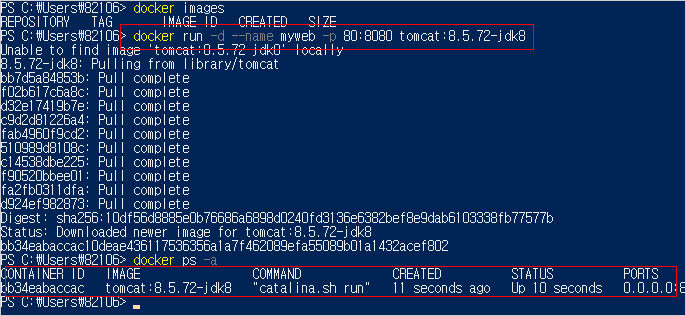 PS C:₩Users₩82106> docker images
REPOSITORY   TAG       IMAGE ID   CREATED   SIZE
PS C:₩Users₩82106> docker run -d --name myweb -p 80:8080 tomcat:8.5.72-jdk8
Unable to find image 'tomcat:8.5.72-jdk8' locally
8.5.72-jdk8: Pulling from library/tomcat
bb7d5a84853b: Pull complete
f02b617c6a8c: Pull complete
d32e17419b7e: Pull complete
c9d2d81226a4: Pull complete
fab4960f9cd2: Pull complete
510989d8108c: Pull complete
c14538dbe225: Pull complete
f90520bbee01: Pull complete
fa2fb0311dfa: Pull complete
d924ef982873: Pull complete
Digest: sha256:10df56d8885e0b76686a6898d0240fd3136e6382bef8e9dab6103338fb77577b
Status: Downloaded newer image for tomcat:8.5.72-jdk8
bb34eabaccac10deae436117536356a1a7f462089efa55089b01a1432acef802
PS C:₩Users₩82106> docker ps -a
CONTAINER ID   IMAGE                COMMAND             CREATED          STATUS          PORTS
bb34eabaccac   tomcat:8.5.72-jdk8   "catalina.sh run"   11 seconds ago   Up 10 seconds   0.0.0.0:8
PS C:₩Users₩82106>